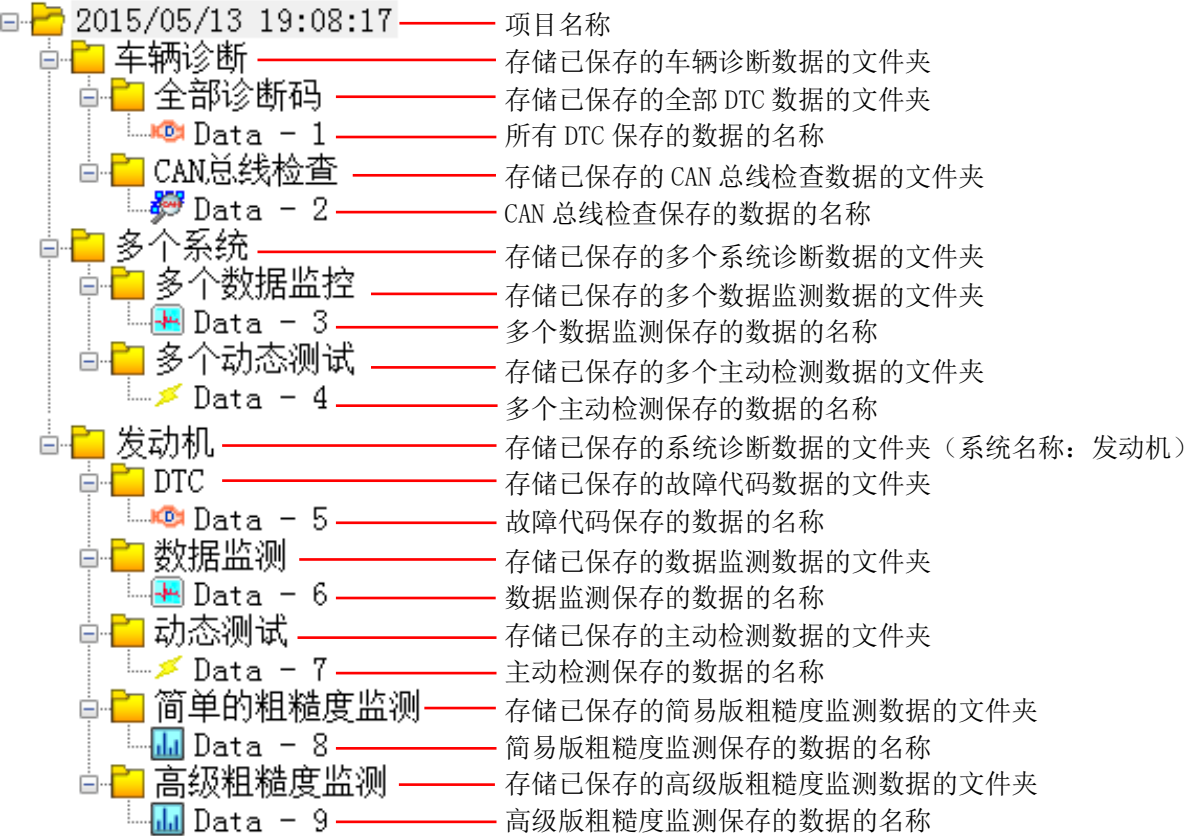 2015/05/13 19:08:17 项目名称
车辆诊断 存储已保存的车辆诊断数据的文件夹
全部诊断码 存储已保存的全部 DTC 数据的文件夹
Data - 1 所有 DTC 保存的数据的名称
CAN总线检查 存储已保存的 CAN 总线检查数据的文件夹
Data - 2 CAN 总线检查保存的数据的名称
多个系统 存储已保存的多个系统诊断数据的文件夹
多个数据监控 存储已保存的多个数据监测数据的文件夹
Data - 3 多个数据监测保存的数据的名称
多个动态测试 存储已保存的多个主动检测数据的文件夹
Data - 4 多个主动检测保存的数据的名称
发动机 存储已保存的系统诊断数据的文件夹（系统名称：发动机）
DTC 存储已保存的故障代码数据的文件夹
Data - 5 故障代码保存的数据的名称
数据监测 存储已保存的数据监测数据的文件夹
Data - 6 数据监测保存的数据的名称
动态测试 存储已保存的主动检测数据的文件夹
Data - 7 主动检测保存的数据的名称
简单的粗糙度监测 存储已保存的简易版粗糙度监测数据的文件夹
Data - 8 简易版粗糙度监测保存的数据的名称
高级粗糙度监测 存储已保存的高级版粗糙度监测数据的文件夹
Data - 9 高级版粗糙度监测保存的数据的名称